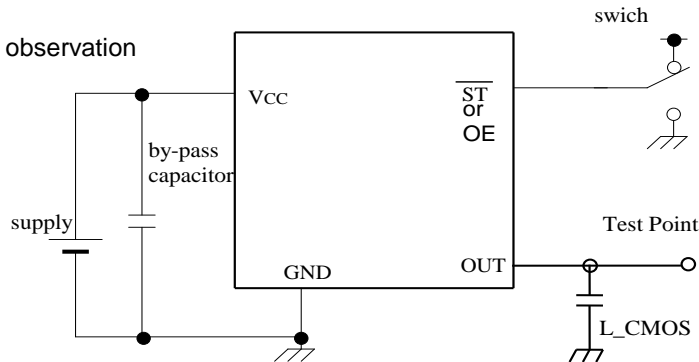 swich
observation
VCC
ST
or
OE
by-pass
capacitor
supply
Test Point
GND
OUT
L_CMOS